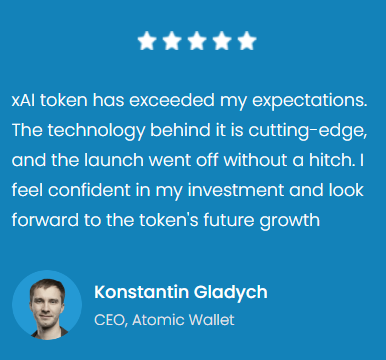 xAI token has exceeded my expectations.
The technology behind it is cutting-edge,
and the launch went off without a hitch. I
feel confident in my investment and look
forward to the token's future growth
Konstantin Gladych
CEO, Atomic Wallet